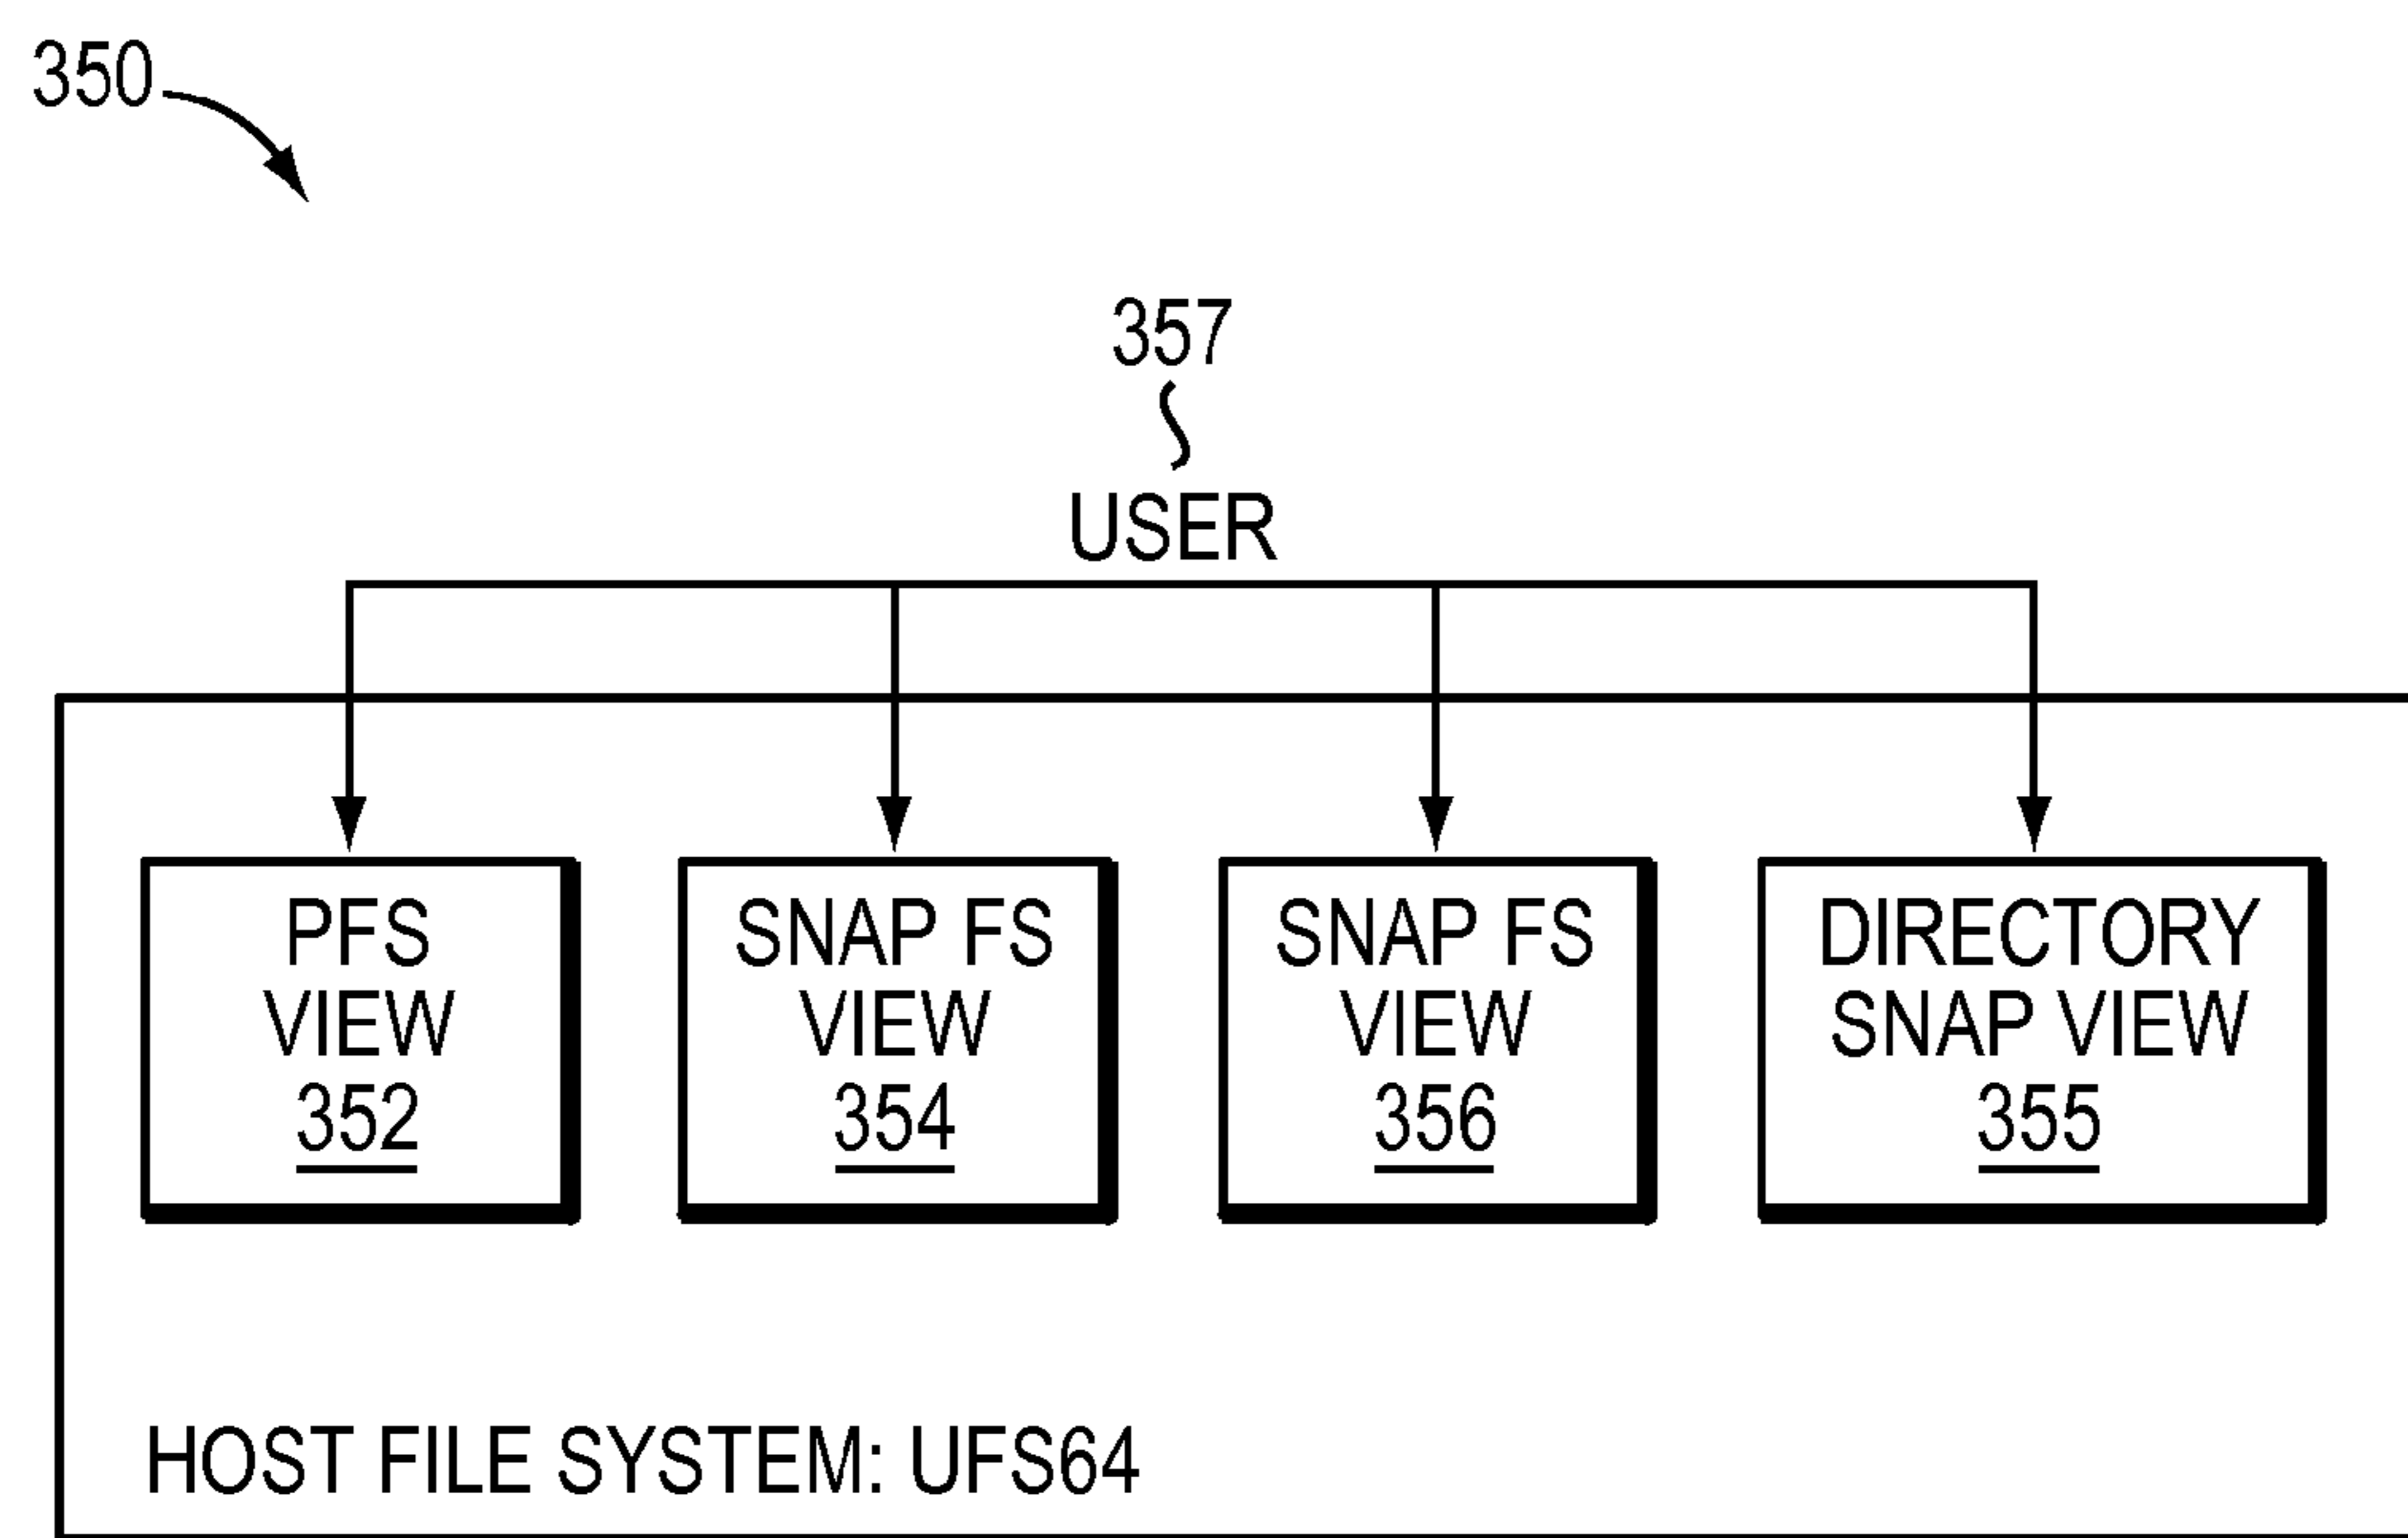 350
357
USER
PFS
VIEW
352
SNAP FS
VIEW
354
SNAP FS
VIEW
356
DIRECTORY
SNAP VIEW
355
HOST FILE SYSTEM: UFS64